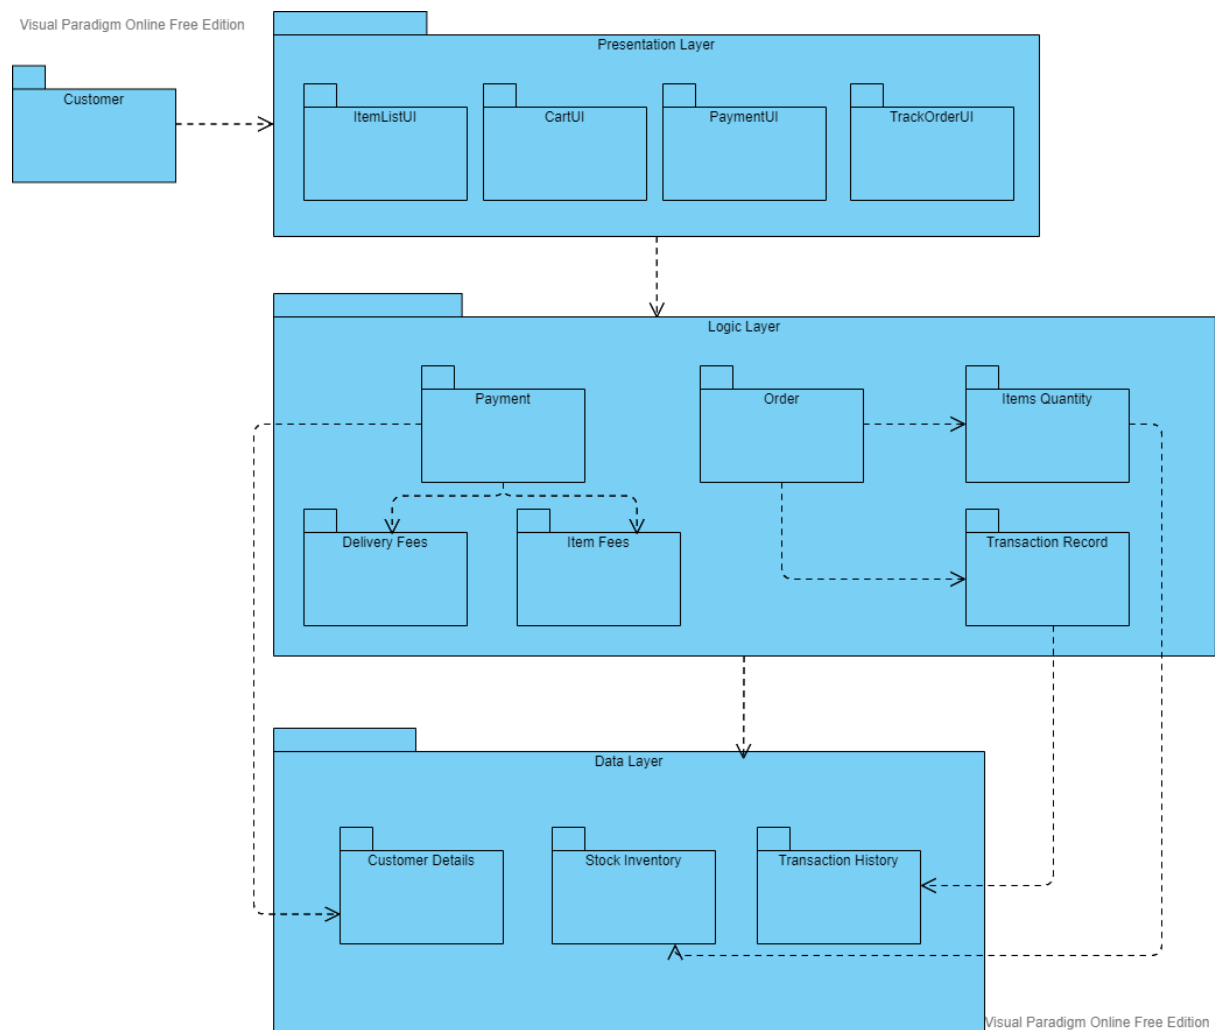 Visual Paradigm Online Free Edition
Presentation Layer
Customer
ItemListUI
CartUI
PaymentUI
TrackOrderUI
Logic Layer
Payment
Order
Items Quantity
Delivery Fees
Item Fees
Transaction Record
Data Layer
Customer Details
Stock Inventory
Transaction History
Visual Paradigm Online Free Edition